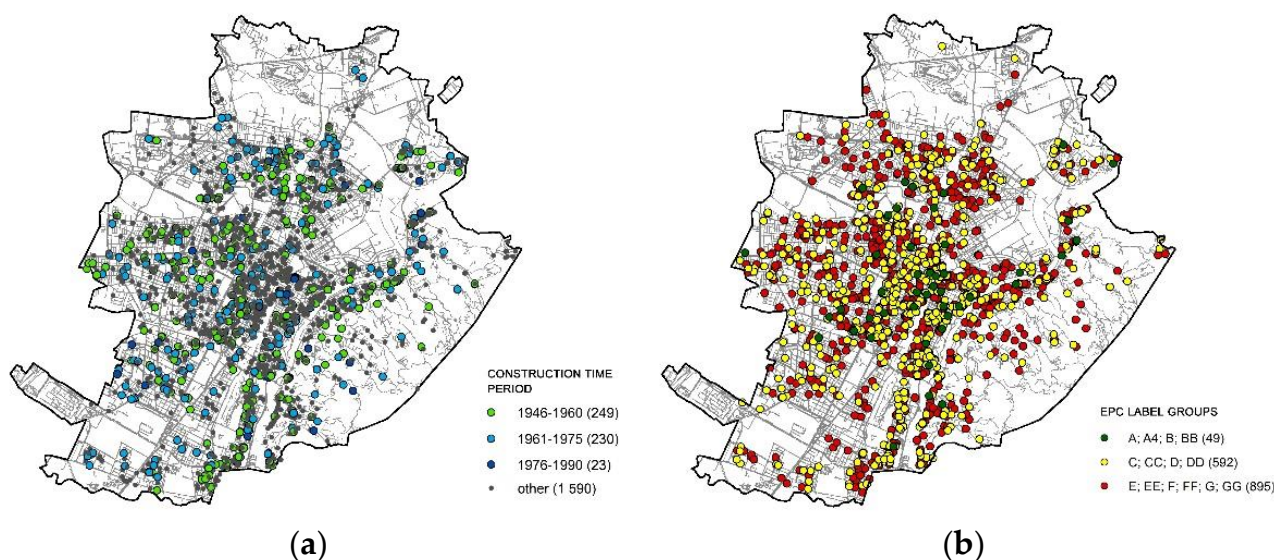 CONSTRUCTION TIME
PERIOD
1946-1960 (249)
1961-1975 (230)
1976-1990 (23)
other (1 590)
(a)
EPC LABEL GROUPS
A; A4; B; BB (49)
C; CC; D; DD (592)
E; EE; F; FF; G; GG (895)
(b)